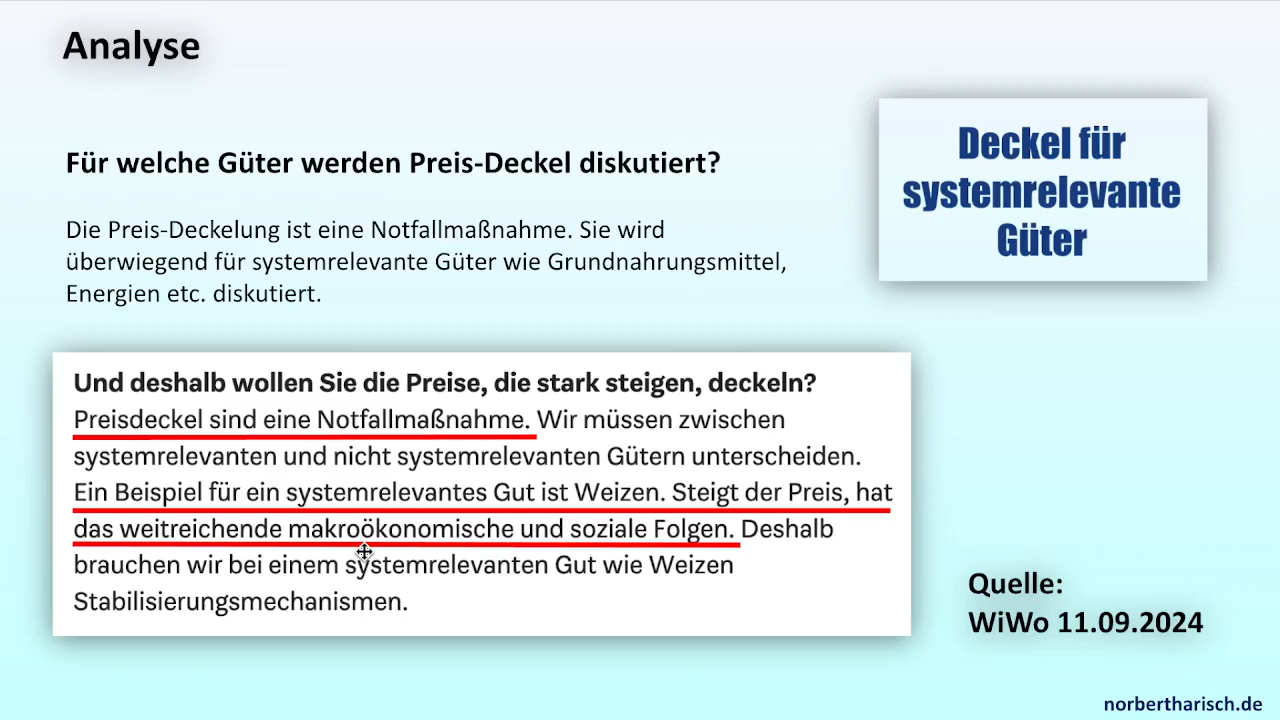 Analyse
Für welche Güter werden Preis-Deckel diskutiert?
Die Preis-Deckelung ist eine Notfallmaßnahme. Sie wird
überwiegend für systemrelevante Güter wie Grundnahrungsmittel,
Energien etc. diskutiert.
Deckel für
systemrelevante
Güter
Und deshalb wollen Sie die Preise, die stark steigen, deckeln?
Preisdeckel sind eine Notfallmaßnahme. Wir müssen zwischen
systemrelevanten und nicht systemrelevanten Gütern unterscheiden.
Ein Beispiel für ein systemrelevantes Gut ist Weizen. Steigt der Preis, hat
das weitreichende makroökonomische und soziale Folgen. Deshalb
brauchen wir bei einem systemrelevanten Gut wie Weizen
Stabilisierungsmechanismen.
Quelle:
WiWo 11.09.2024
norbertharisch.de